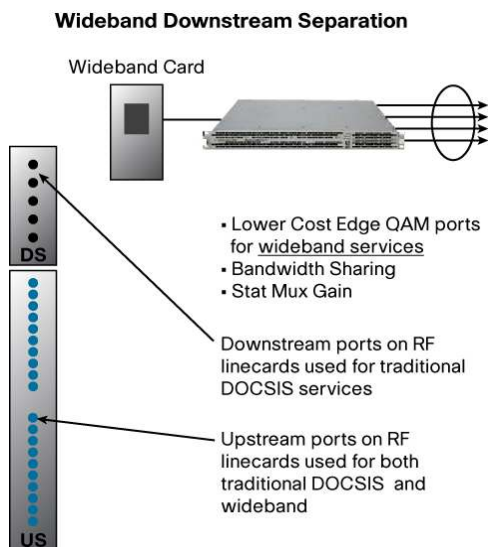 Wideband Downstream Separation
Wideband Card
DS
▪ Lower Cost Edge QAM ports
for wideband services
▪ Bandwidth Sharing
▪ Stat Mux Gain
Downstream ports on RF
linecards used for traditional
DOCSIS services
Upstream ports on RF
linecards used for both
traditional DOCSIS and
wideband
US